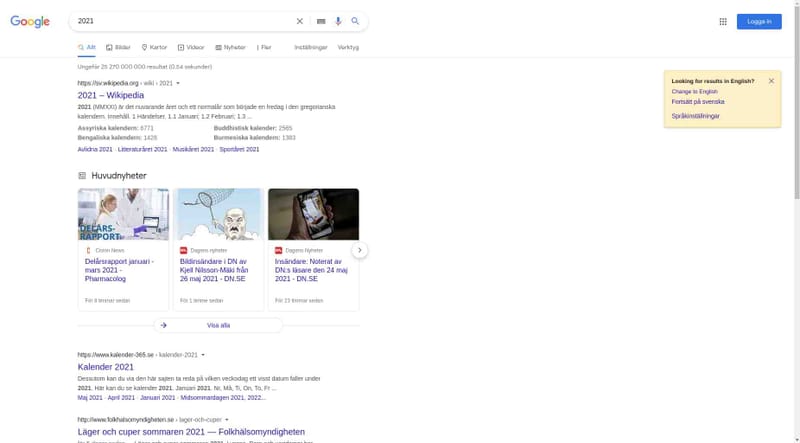 Google
2021
Logga in
Allt
Bilder
Kartor
Videor
Nyheter
Fler
Inställningar
Verktyg
Ungefär 25 270 000 000 resultat (0,64 sekunder)
https://sv.wikipedia.org › wiki › 2021
2021 – Wikipedia
2021 (MMXXI) är det nuvarande året och ett normalår som började en fredag i den gregorianska
kalendern. Innehåll. 1 Händelser. 1.1 Januari; 1.2 Februari; 1.3 ...
Assyriska kalendern: 6771
Buddhistisk kalender: 2565
Bengaliska kalendern: 1428
Burmesiska kalendern: 1383
Avlidna 2021 · Litteraturåret 2021 · Musikåret 2021 · Sportåret 2021
Looking for results in English?
Change to English
Fortsätt på svenska
Språkinställningar
Huvudnyheter
DELÅRS-
RAPPORT
Cision News
Delårsrapport januari -
mars 2021 -
Pharmacolog
För 8 timmar sedan
Dagens nyheter
Bildinsändare i DN av
Kjell Nilsson-Mäki från
26 maj 2021 - DN.SE
För 1 timme sedan
Dagens Nyheter
Insändare: Noterat av
DN:s läsare den 24 maj
2021 - DN.SE
För 23 timmar sedan
Visa alla
https://www.kalender-365.se › kalender-2021
Kalender 2021
Dessutom kan du via den här sajten ta reda på vilken veckodag ett visst datum faller under
2021. Här kan du se kalender 2021. Januari 2021. Nr, Må, Ti, On, To, Fr ...
Maj 2021 · April 2021 · Januari 2021 · Midsommardagen 2021, 2022...
http://www.folkhalsomyndigheten.se › lager-och-cuper
Läger och cuper sommaren 2021 — Folkhälsomyndigheten